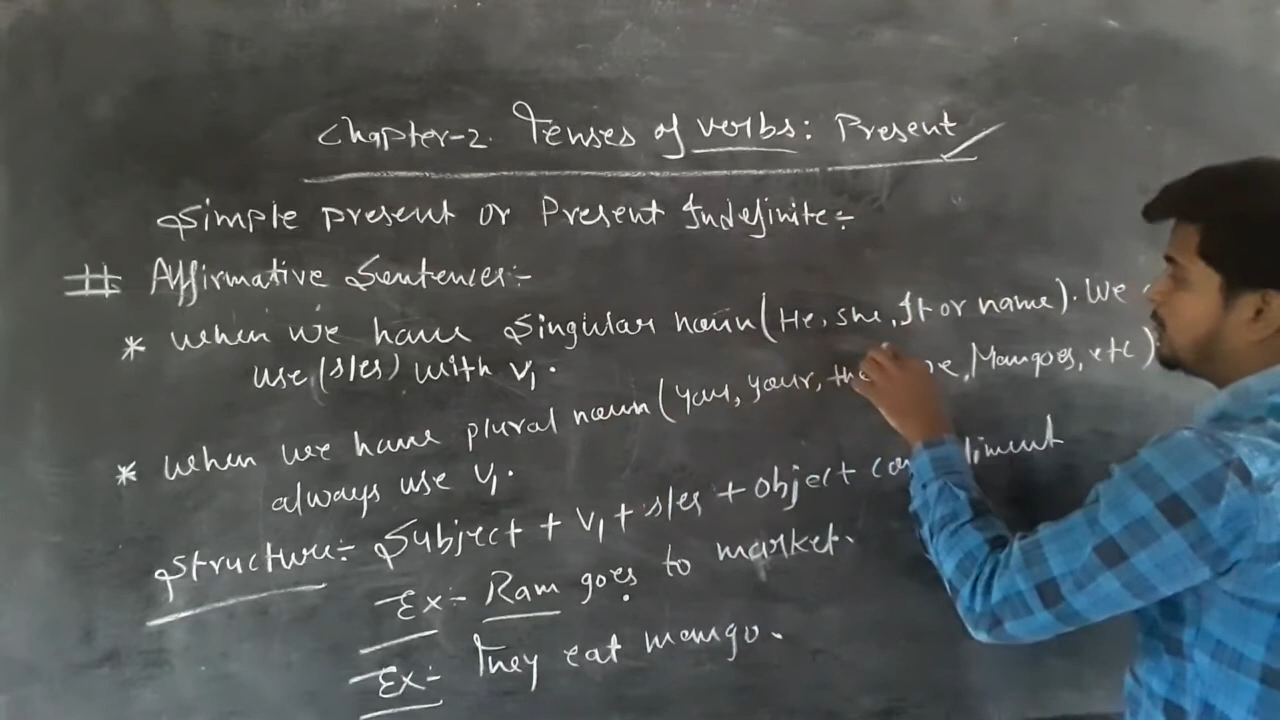 Chapter-2. Tenses of verbs: Present
Simple present or Present Indefinite:-
# Affirmative Sentences:-
* When we have Singular noun (He, she, It or name). We
use (s/es) with V1.
* When we have plural noun (You, your, Mangoes, etc)
always use V1.
Structure:- Subject + V1 + s/es + object + 
Ex:- Ram goes to market.
Ex:- They eat mango.